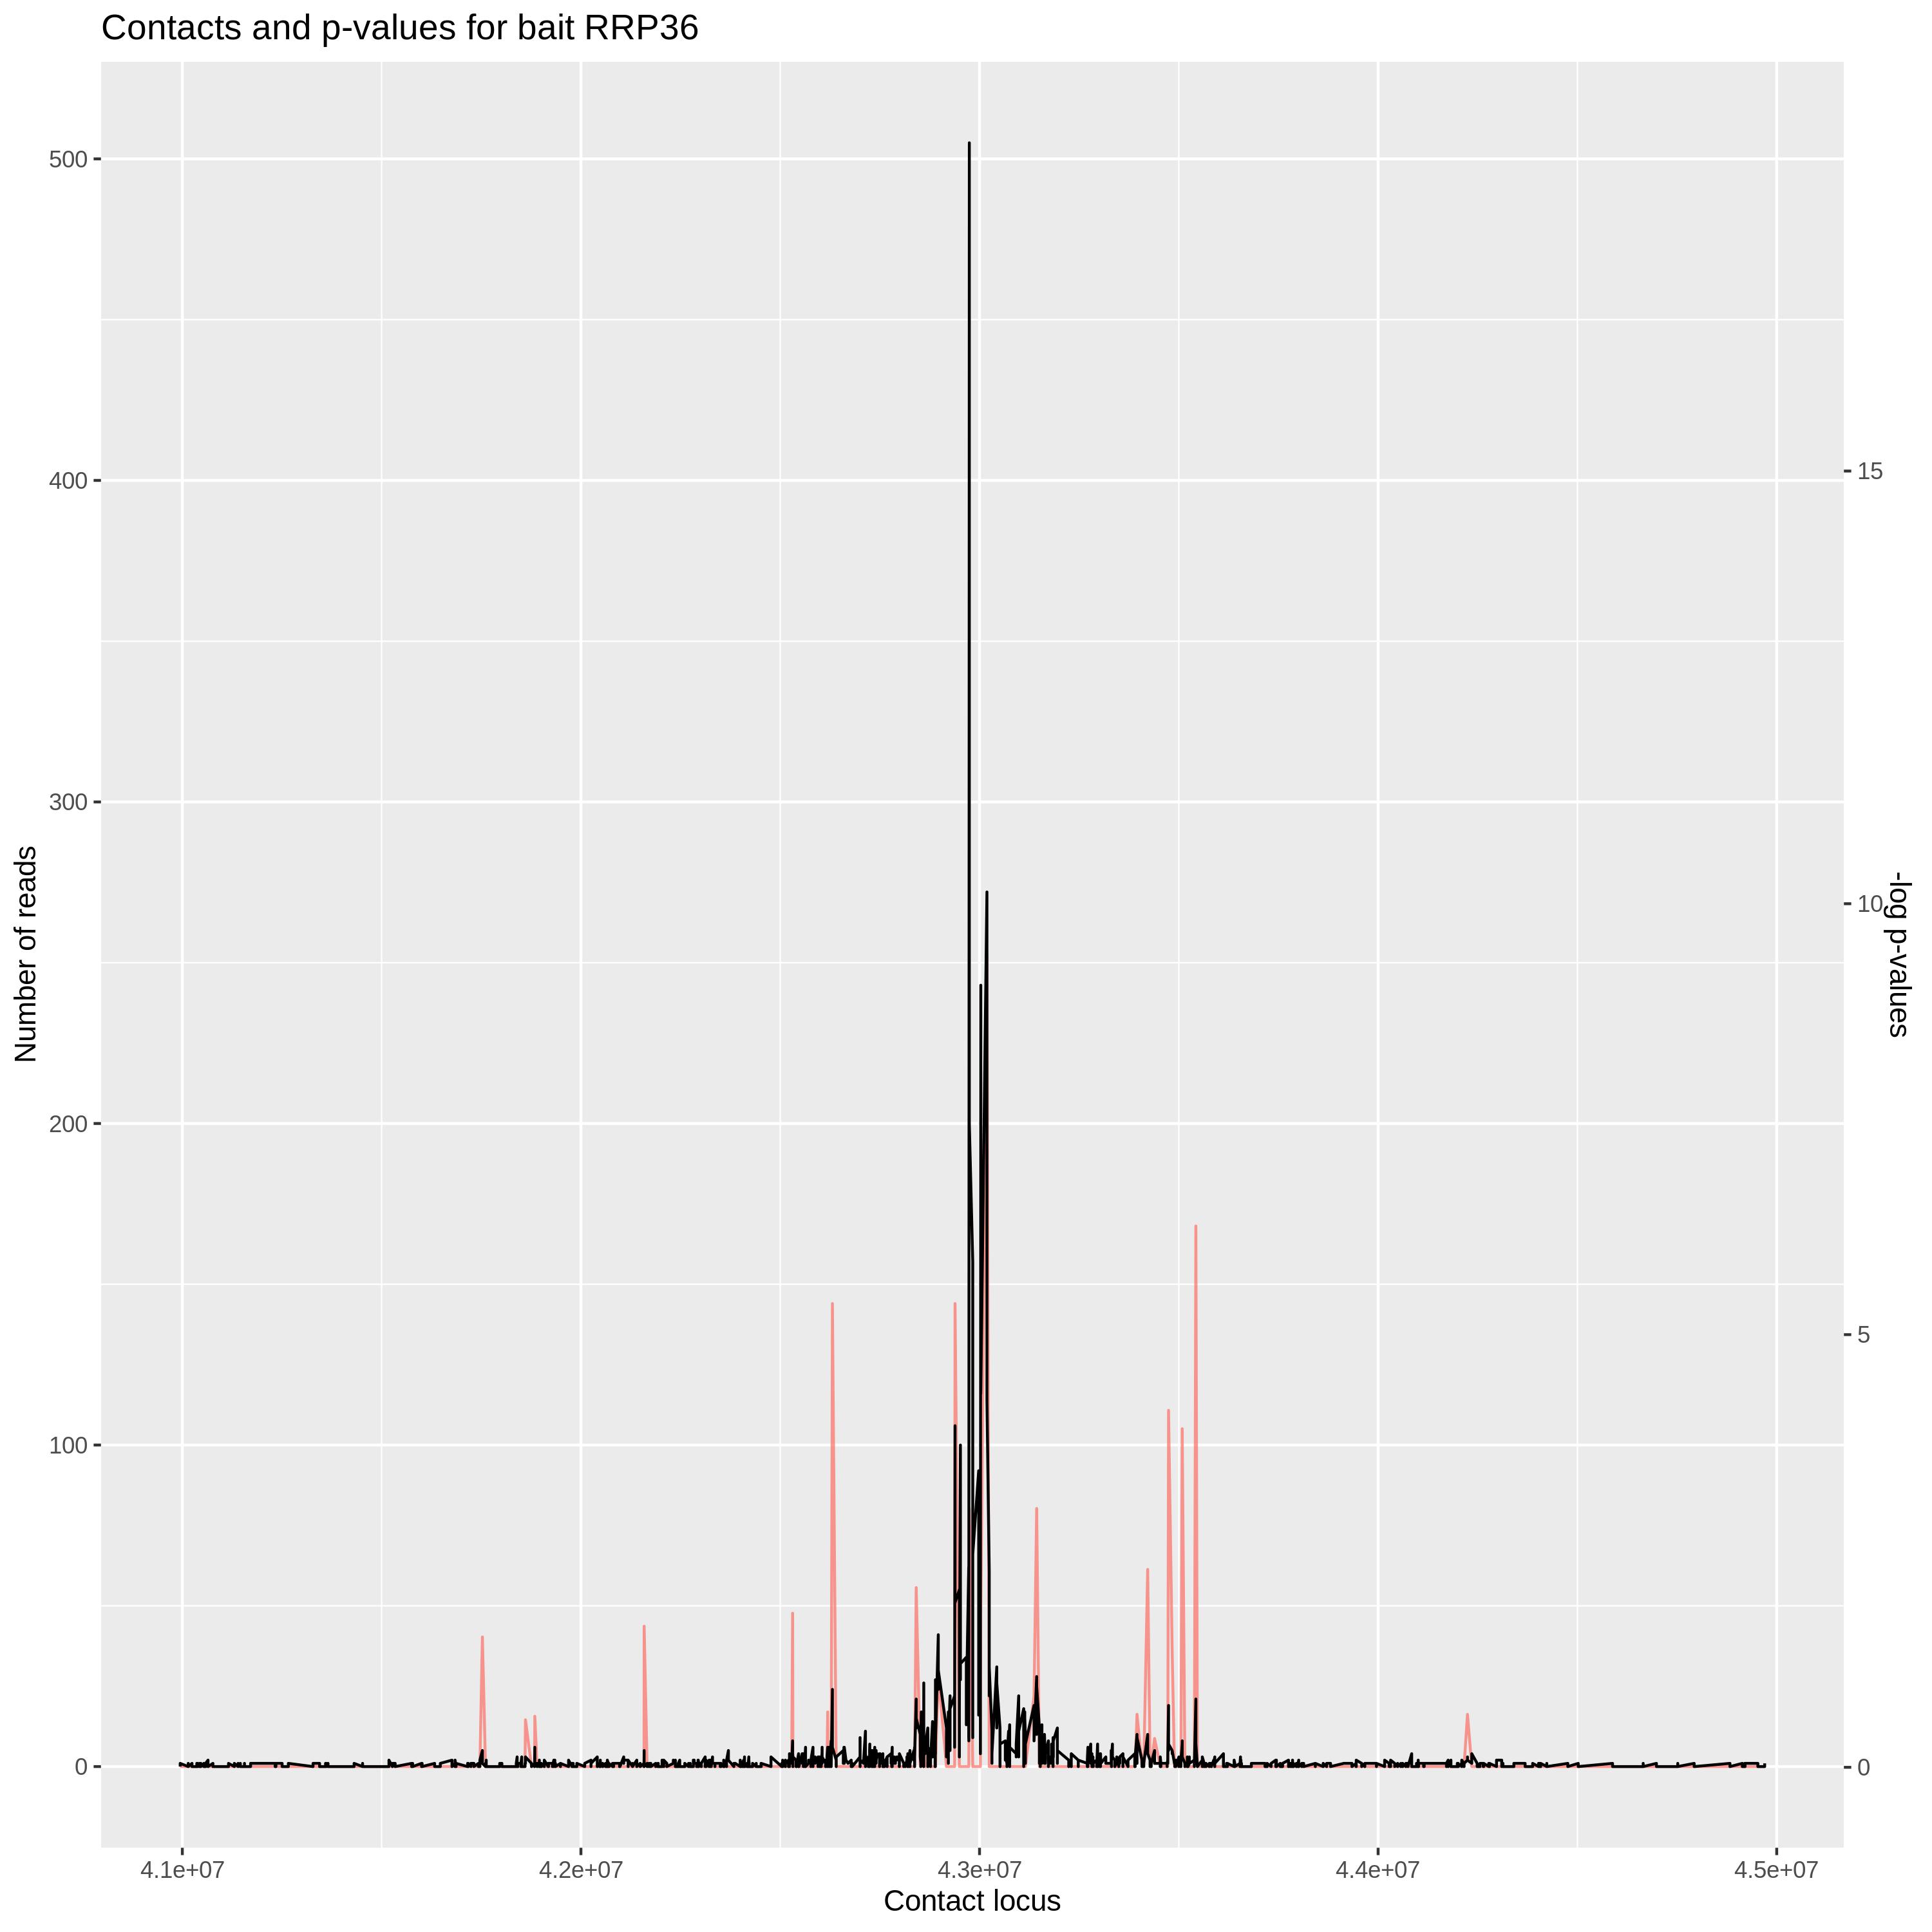 Contacts and p-values for bait RRP36
Number of reads
500
400
300
200
100
0
15
10
5
0
-log p-values
4.1e+07 4.2e+07 4.3e+07 4.4e+07 4.5e+07
Contact locus